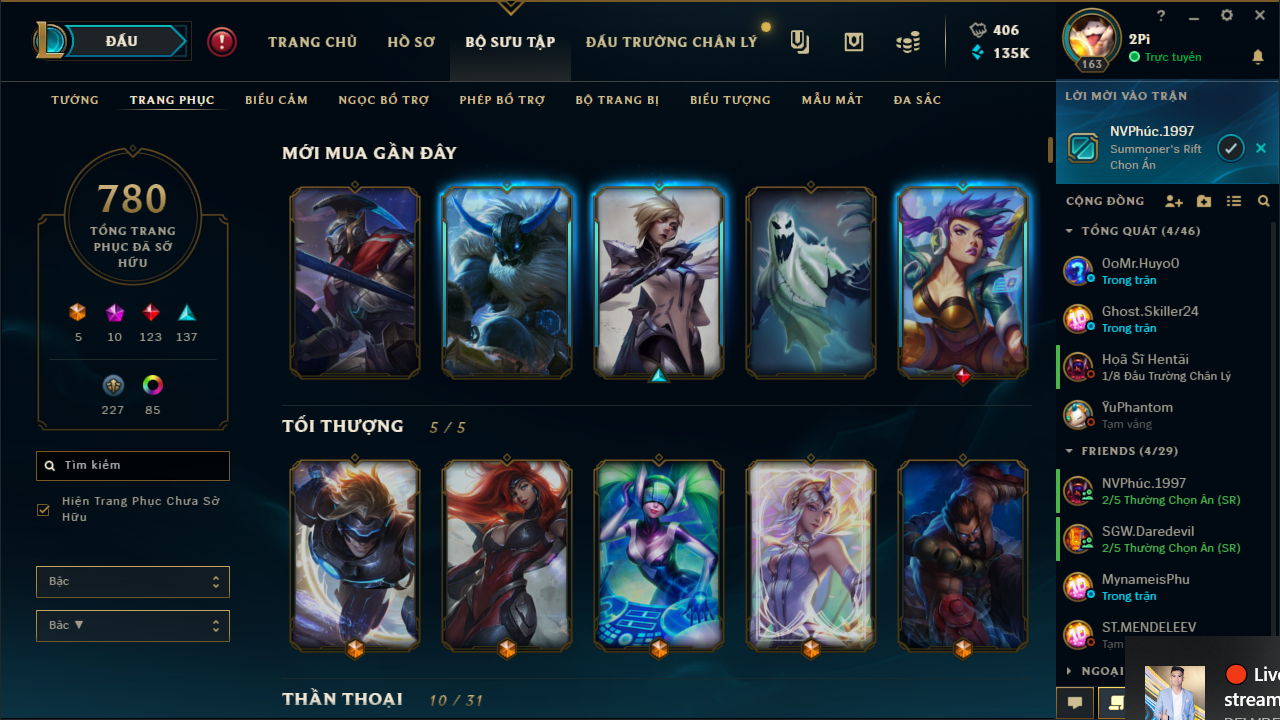 ĐẤU
TRANG CHỦ
HỒ SƠ
BỘ SƯU TẬP
ĐẤU TRƯỜNG CHÂN LÝ
406
135K
?
163
2Pi
Trực tuyến
TƯỚNG
TRANG PHỤC
BIỂU CẢM
NGỌC BỔ TRỢ
PHÉP BỔ TRỢ
BỘ TRANG BỊ
BIỂU TƯỢNG
MẪU MẮT
ĐA SẮC
780
TỔNG TRANG
PHỤC ĐÃ SỞ
HỮU
5
10
123
137
227
85
Tìm kiếm
Hiện Trang Phục Chưa Sở
Hữu
Bậc
Bậc ▼
MỚI MUA GẦN ĐÂY
TỐI THƯỢNG 5 / 5
THẦN THOẠI 10 / 31
LỜI MỜI VÀO TRẬN
NVPhúc.1997
Summoner's Rift
Chọn Ẩn
CỘNG ĐỒNG
TỔNG QUÁT (4/46)
0oMr.Huyo0
Trong trận
Ghost.Skiller24
Trong trận
Họã Sĩ Hentãi
1/8 Đấu Trường Chân Lý
ŸuPhantom
Tạm vắng
FRIENDS (4/29)
NVPhúc.1997
2/5 Thường Chọn Ẩn (SR)
SGW.Daredevil
2/5 Thường Chọn Ẩn (SR)
MynameisPhu
Trong trận
ST.MENDELEEV
Tạm
NGOẠI
Live
stream